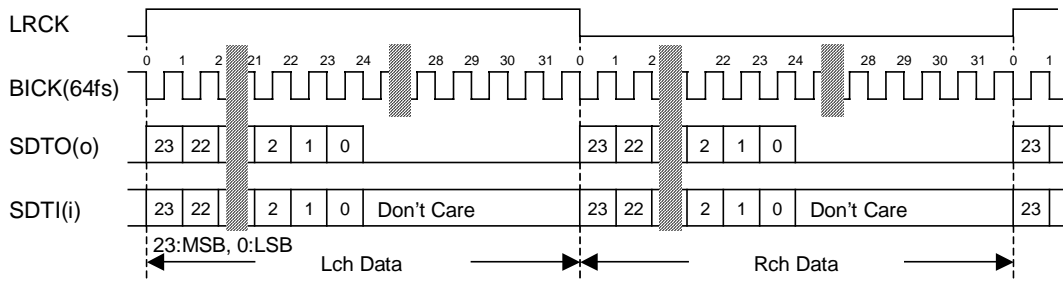 LRCK
0 1 2 21 22 23 24 28 29 30 31 0 1 2 22 23 24 28 29 30 31 0 1
BICK(64fs)
SDTO(o) 23 22 2 1 0 23 22 2 1 0 23
SDTI(i) 23 22 2 1 0 Don't Care 23 22 2 1 0 Don't Care 23
23:MSB, 0:LSB
Lch Data Rch Data